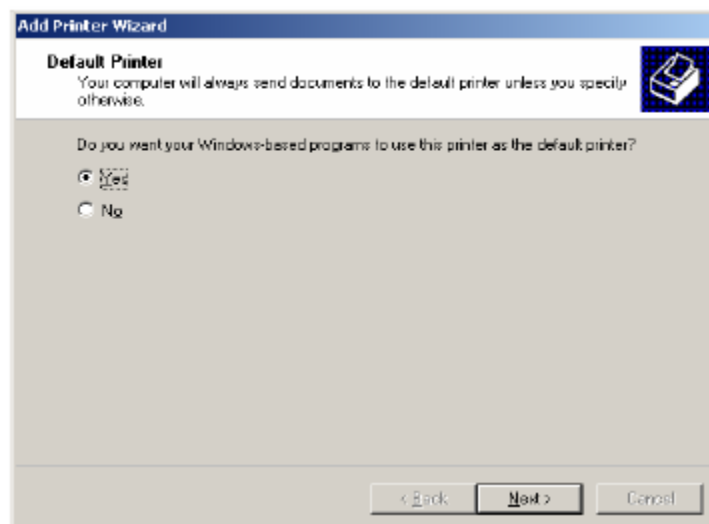 Add Printer Wizard
Default Printer
Your computer will always send documents to the default printer unless you specify
otherwise.
Do you want your Windows-based programs to use this printer as the default printer?
Yes
No
< Back
Next >
Cancel